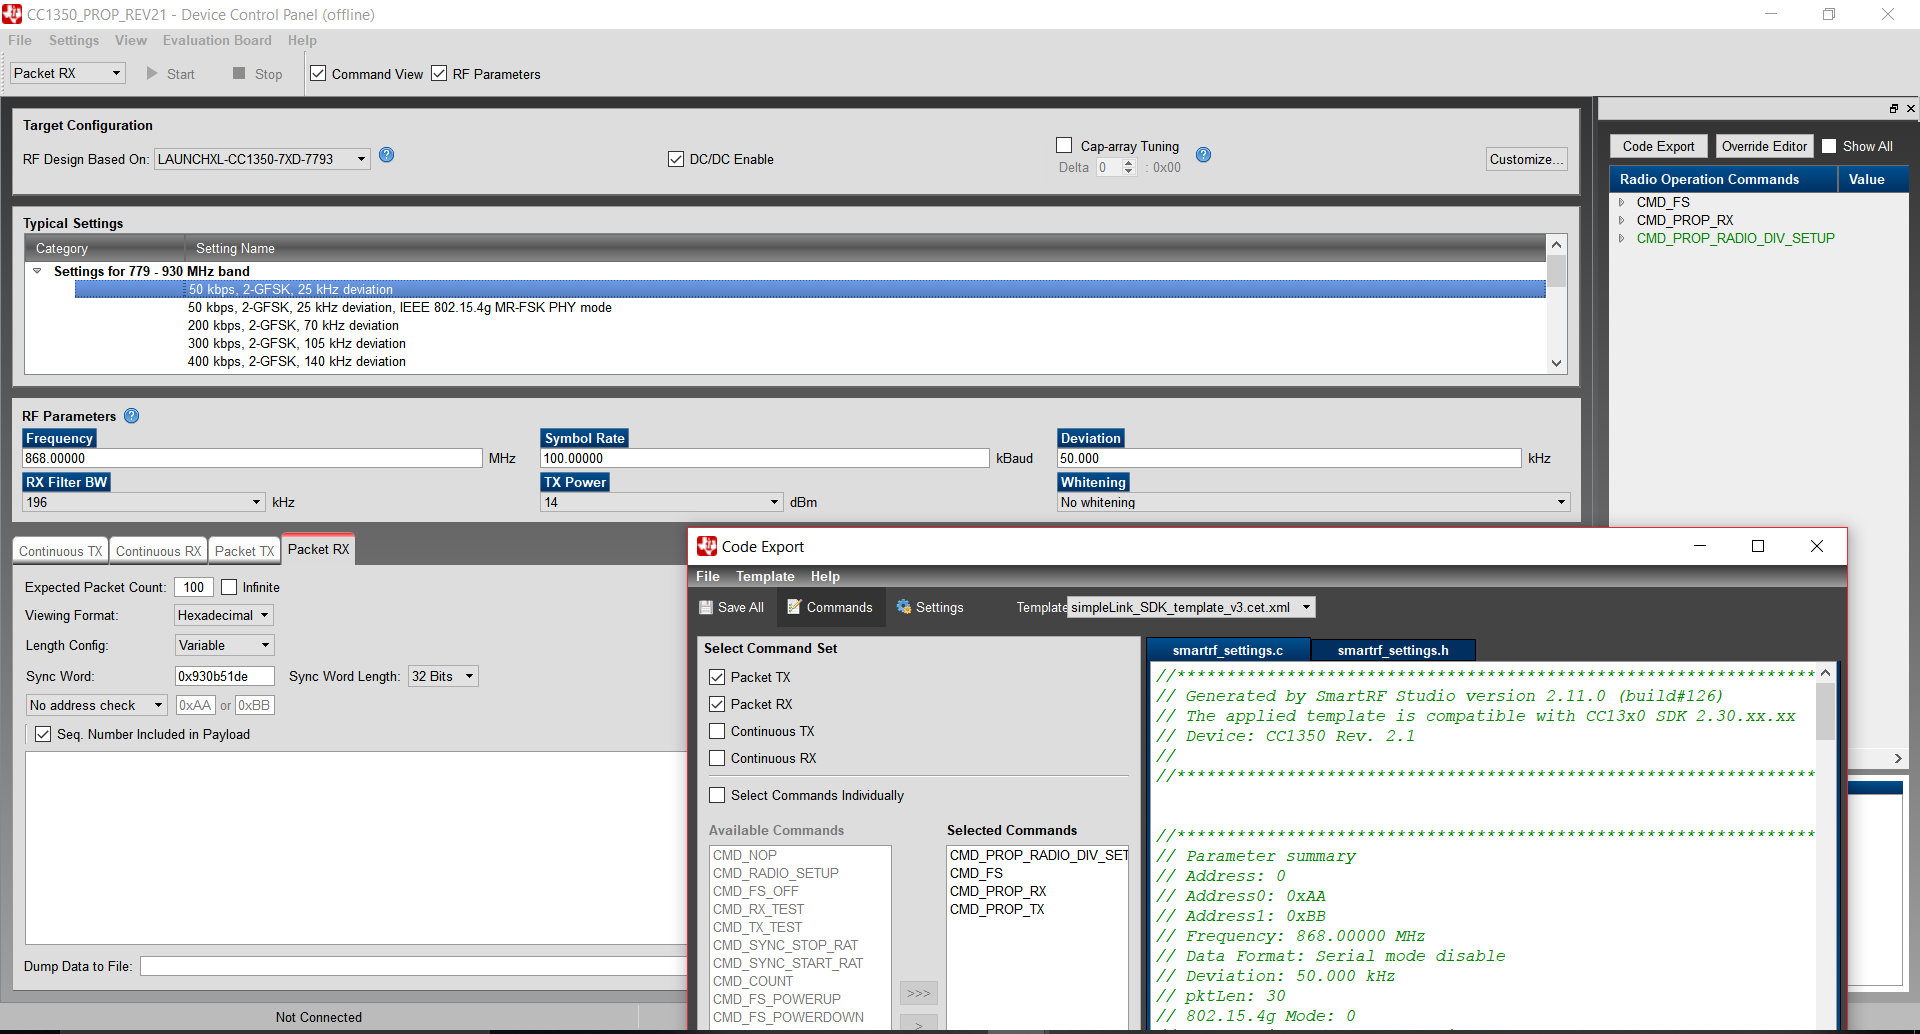 CC1350_PROP_REV21 - Device Control Panel (offline)
File Settings View Evaluation Board Help
Packet RX Start Stop Command View RF Parameters
Target Configuration
RF Design Based On: LAUNCHXL-CC1350-7XD-7793 DC/DC Enable
Cap-array Tuning
Delta 0 : 0x00
Customize...
Typical Settings
Category Setting Name
Settings for 779 - 930 MHz band
50 kbps, 2-GFSK, 25 kHz deviation
50 kbps, 2-GFSK, 25 kHz deviation, IEEE 802.15.4g MR-FSK PHY mode
200 kbps, 2-GFSK, 70 kHz deviation
300 kbps, 2-GFSK, 105 kHz deviation
400 kbps, 2-GFSK, 140 kHz deviation
RF Parameters
Frequency Symbol Rate Deviation
868.00000 MHz 100.00000 kBaud 50.000 kHz
RX Filter BW TX Power Whitening
196 kHz 14 dBm No whitening
Continuous TX Continuous RX Packet TX Packet RX
Expected Packet Count: 100 Infinite
Viewing Format: Hexadecimal
Length Config: Variable
Sync Word: 0x930b51de Sync Word Length: 32 Bits
No address check 0xAA or 0xBB
Seq. Number Included in Payload
Dump Data to File:
Not Connected
Code Export Override Editor Show All
Radio Operation Commands Value
CMD_FS
CMD_PROP_RX
CMD_PROP_RADIO_DIV_SETUP
Code Export
File Template Help
Save All Commands Settings Template simpleLink_SDK_template_v3.cet.xml
Select Command Set
Packet TX
Packet RX
Continuous TX
Continuous RX
Select Commands Individually
Available Commands
CMD_NOP
CMD_RADIO_SETUP
CMD_FS_OFF
CMD_RX_TEST
CMD_TX_TEST
CMD_SYNC_STOP_RAT
CMD_SYNC_START_RAT
CMD_COUNT
CMD_FS_POWERUP
CMD_FS_POWERDOWN
>>>
>
Selected Commands
CMD_PROP_RADIO_DIV_SET
CMD_FS
CMD_PROP_RX
CMD_PROP_TX
smartrf_settings.c smartrf_settings.h
//****************************************************************
// Generated by SmartRF Studio version 2.11.0 (build#126)
// The applied template is compatible with CC13x0 SDK 2.30.xx.xx
// Device: CC1350 Rev. 2.1
//
//****************************************************************
//****************************************************************
// Parameter summary
// Address: 0
// Address0: 0xAA
// Address1: 0xBB
// Frequency: 868.00000 MHz
// Data Format: Serial mode disable
// Deviation: 50.000 kHz
// pktLen: 30
// 802.15.4g Mode: 0